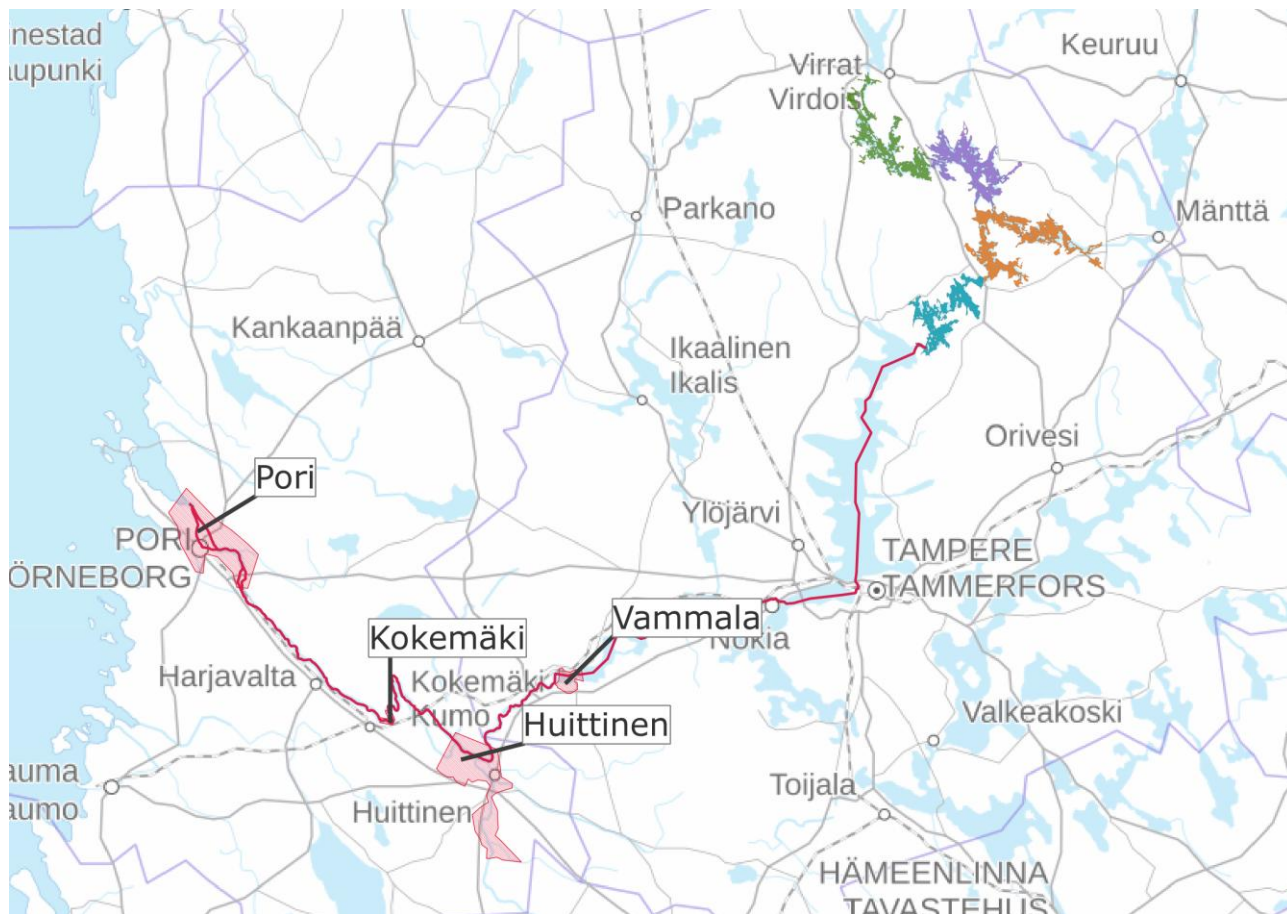 nestad
aupunki
Virrat
Virdois
Keuruu
Parkano
Mänttä
Kankaanpää
Ikaalinen
Ikalis
Orivesi
Pori
Ylöjärvi
PORI
ÖRNEBORG
TAMPERE
TAMMERFORS
Vammala
Nokia
Kokemäki
Harjavalta
Kokemäki
Kumo
Huittinen
Valkeakoski
auma
aumo
Toijala
Huittinen
HÄMEENLINNA
TAVASTEHUS